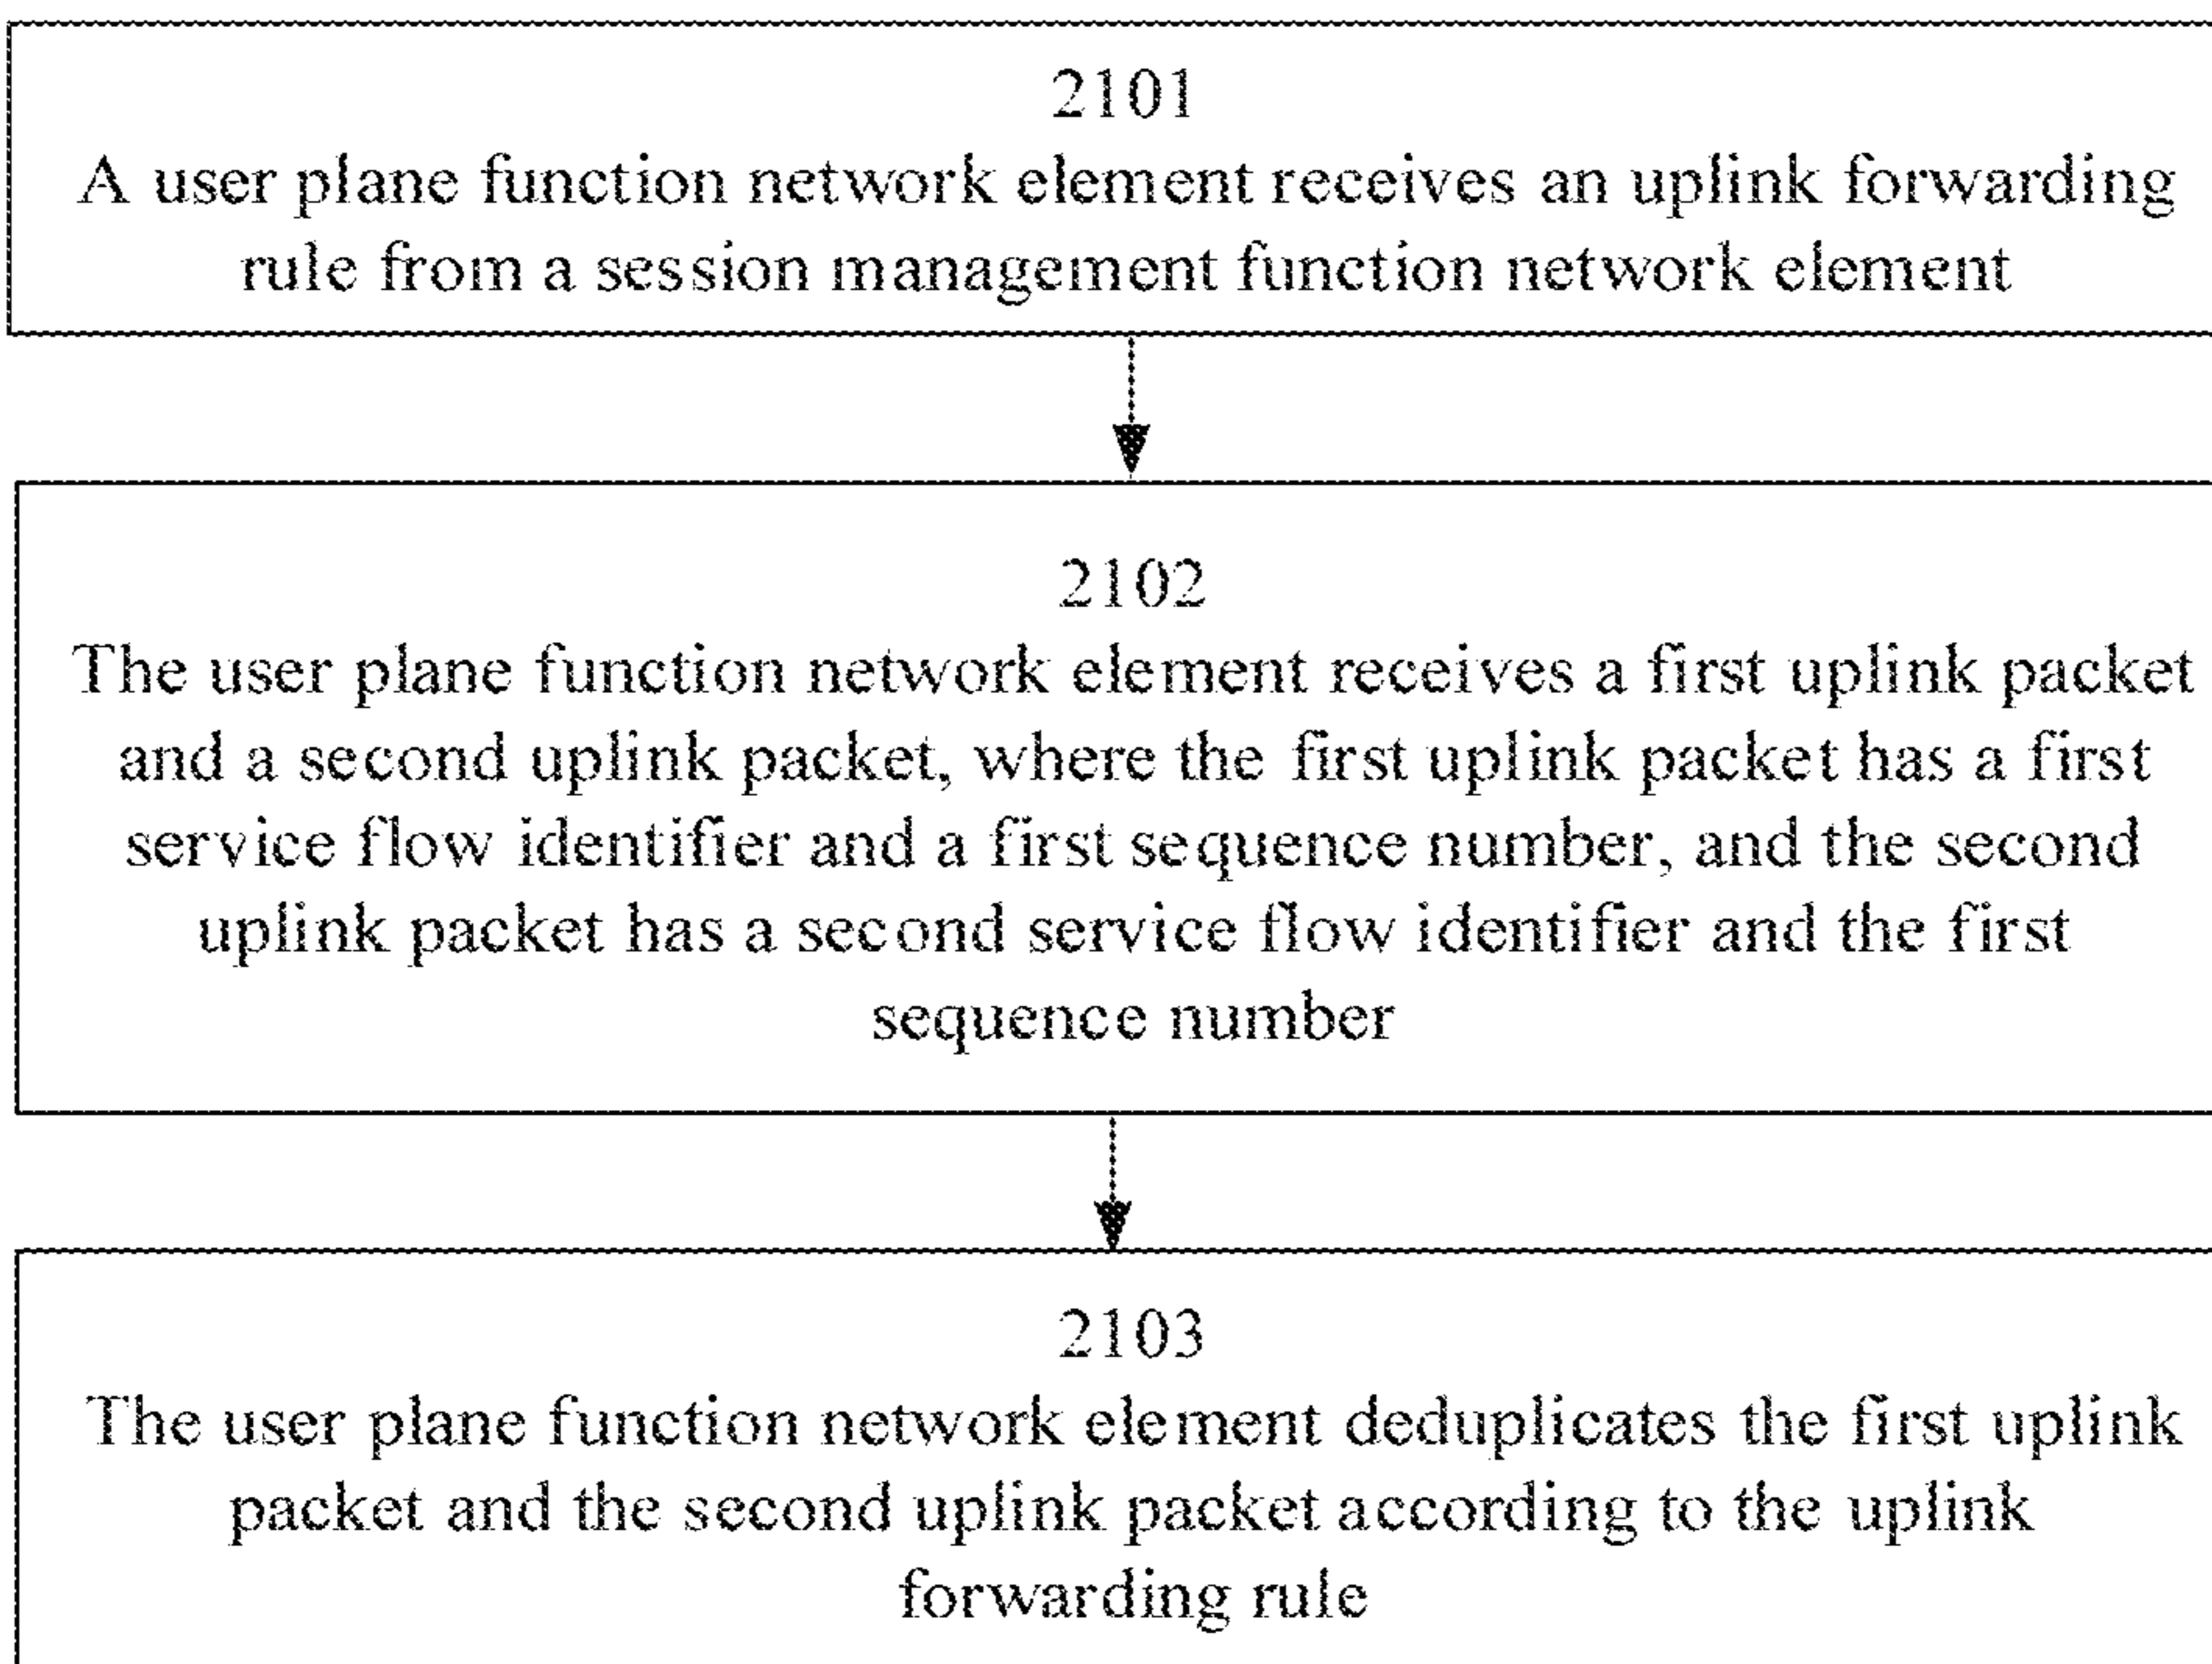 2101
A user plane function network element receives an uplink forwarding
rule from a session management function network element
2102
The user plane function network element receives a first uplink packet
and a second uplink packet, where the first uplink packet has a first
service flow identifier and a first sequence number, and the second
uplink packet has a second service flow identifier and the first
sequence number
2103
The user plane function network element deduplicates the first uplink
packet and the second uplink packet according to the uplink
forwarding rule